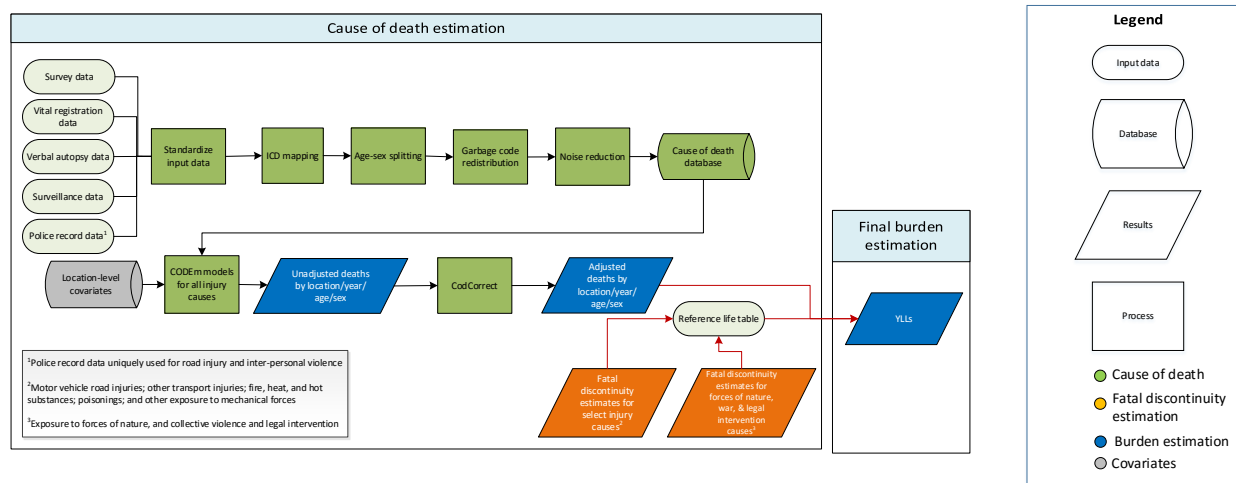 Cause of death estimation
Survey data
Vital registration
data
Verbal autopsy data
Surveillance data
Police record data¹
Standardize
input data
ICD mapping
Age-sex splitting
Garbage code
redistribution
Noise reduction
Cause of death
database
Location-level
covariates
CODEm models
for all injury
causes
Unadjusted deaths
by location/year/
age/sex
CodCorrect
Adjusted
deaths by
location/year/
age/sex
Reference life table
Fatal
discontinuity
estimates for
select injury
causes²
Fatal discontinuity
estimates for
forces of nature,
war, & legal
intervention
causes³
¹Police record data uniquely used for road injury and inter-personal violence
²Motor vehicle road injuries; other transport injuries; fire, heat, and hot
substances; poisonings; and other exposure to mechanical forces
³Exposure to forces of nature, and collective violence and legal intervention
Final burden
estimation
YLLs
Legend
Input data
Database
Results
Process
Cause of death
Fatal discontinuity
estimation
Burden estimation
Covariates